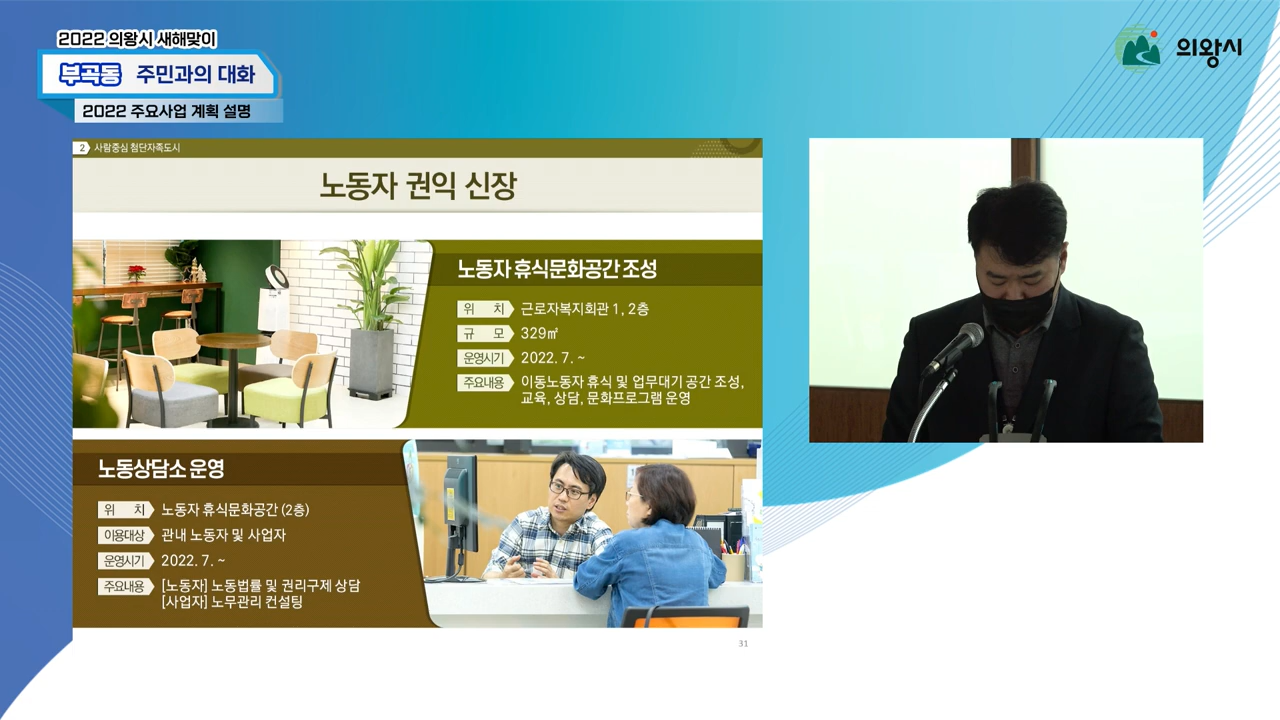 2022 의왕시 새해맞이
부곡동 주민과의 대화
2022 주요사업 계획 설명
의왕시
2 사람중심 첨단자족도시
노동자 권익 신장
노동자 휴식문화공간 조성
위 치 근로자복지회관 1, 2층
규 모 329㎡
운영시기 2022. 7. ~
주요내용 이동노동자 휴식 및 업무대기 공간 조성,
교육, 상담, 문화프로그램 운영
노동상담소 운영
위 치 노동자 휴식문화공간 (2층)
이용대상 관내 노동자 및 사업자
운영시기 2022. 7. ~
주요내용 [노동자] 노동법률 및 권리구제 상담
[사업자] 노무관리 컨설팅
31